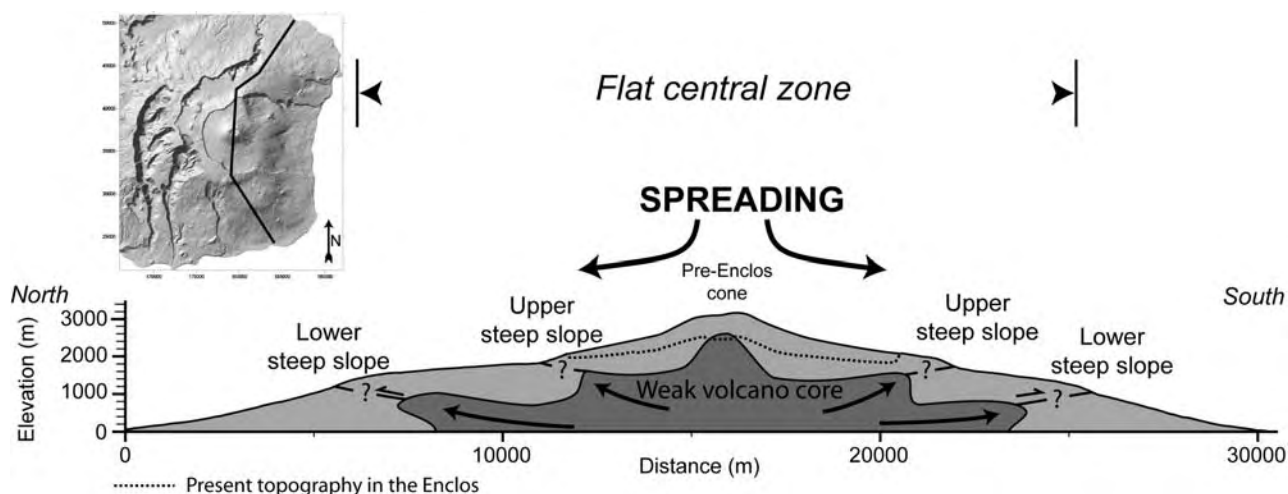 N
Flat central zone
SPREADING
Pre-Enclos
cone
North
South
Upper
steep slope
Upper
steep slope
Lower
steep slope
Lower
steep slope
Elevation (m)
3000
2000
1000
0
?
?
?
?
Weak volcano core
0
10000
20000
30000
Distance (m)
Present topography in the Enclos